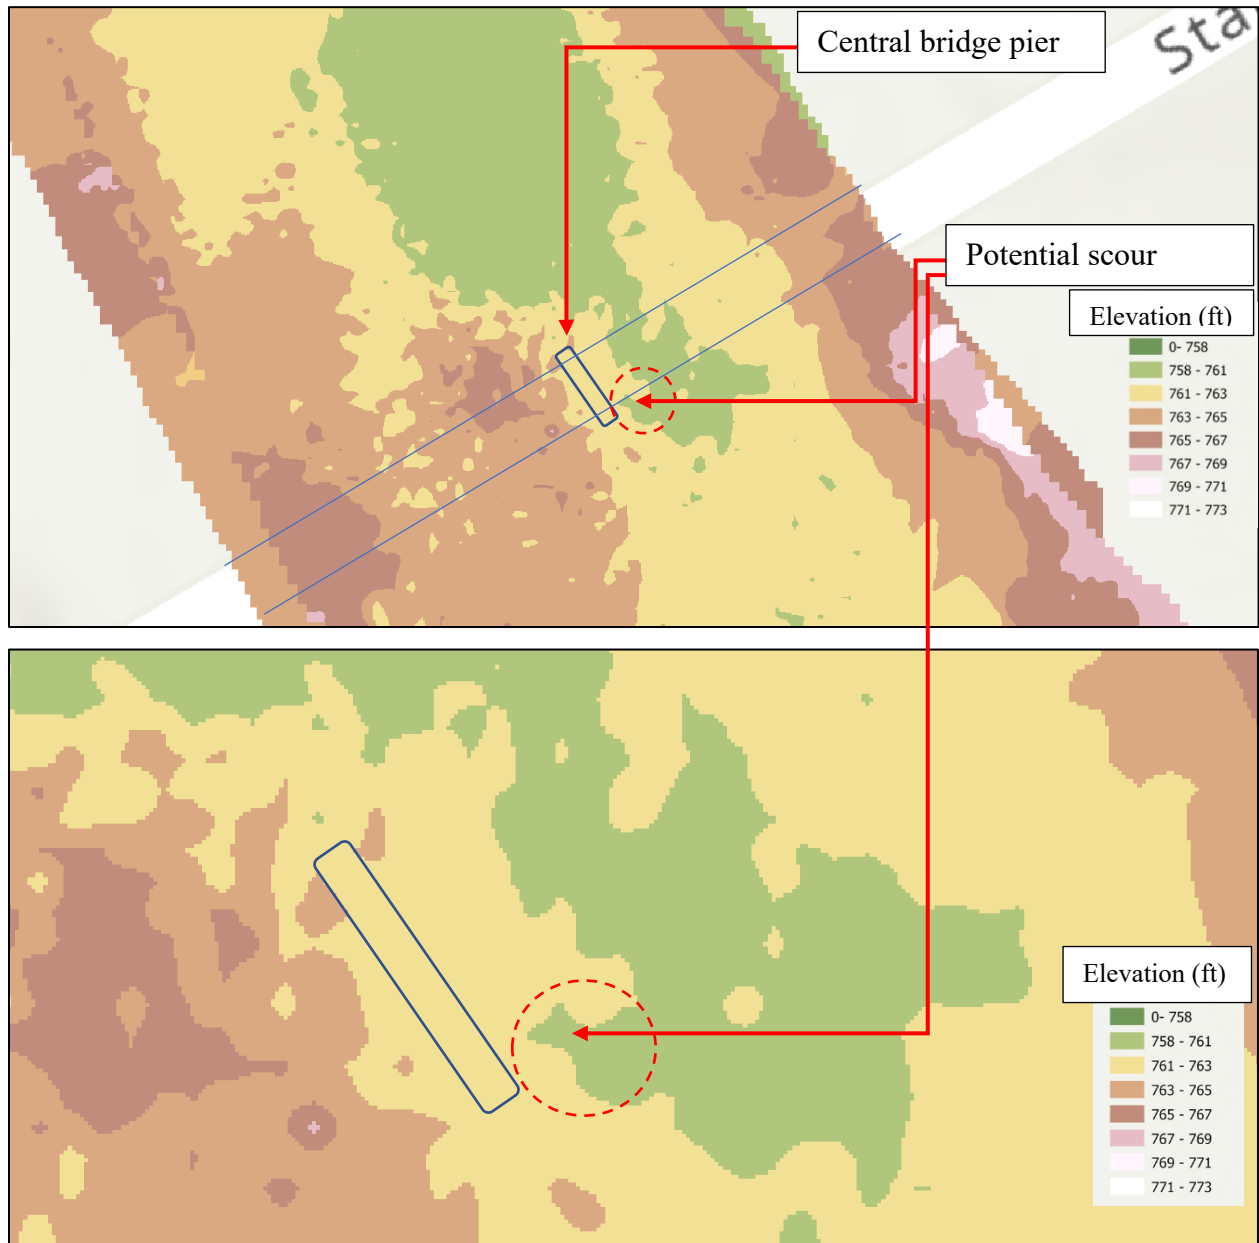 Central bridge pier
Sta
Potential scour
Elevation (ft)
0- 758
758 - 761
761 - 763
763 - 765
765 - 767
767 - 769
769 - 771
771 - 773
Elevation (ft)
0- 758
758 - 761
761 - 763
763 - 765
765 - 767
767 - 769
769 - 771
771 - 773